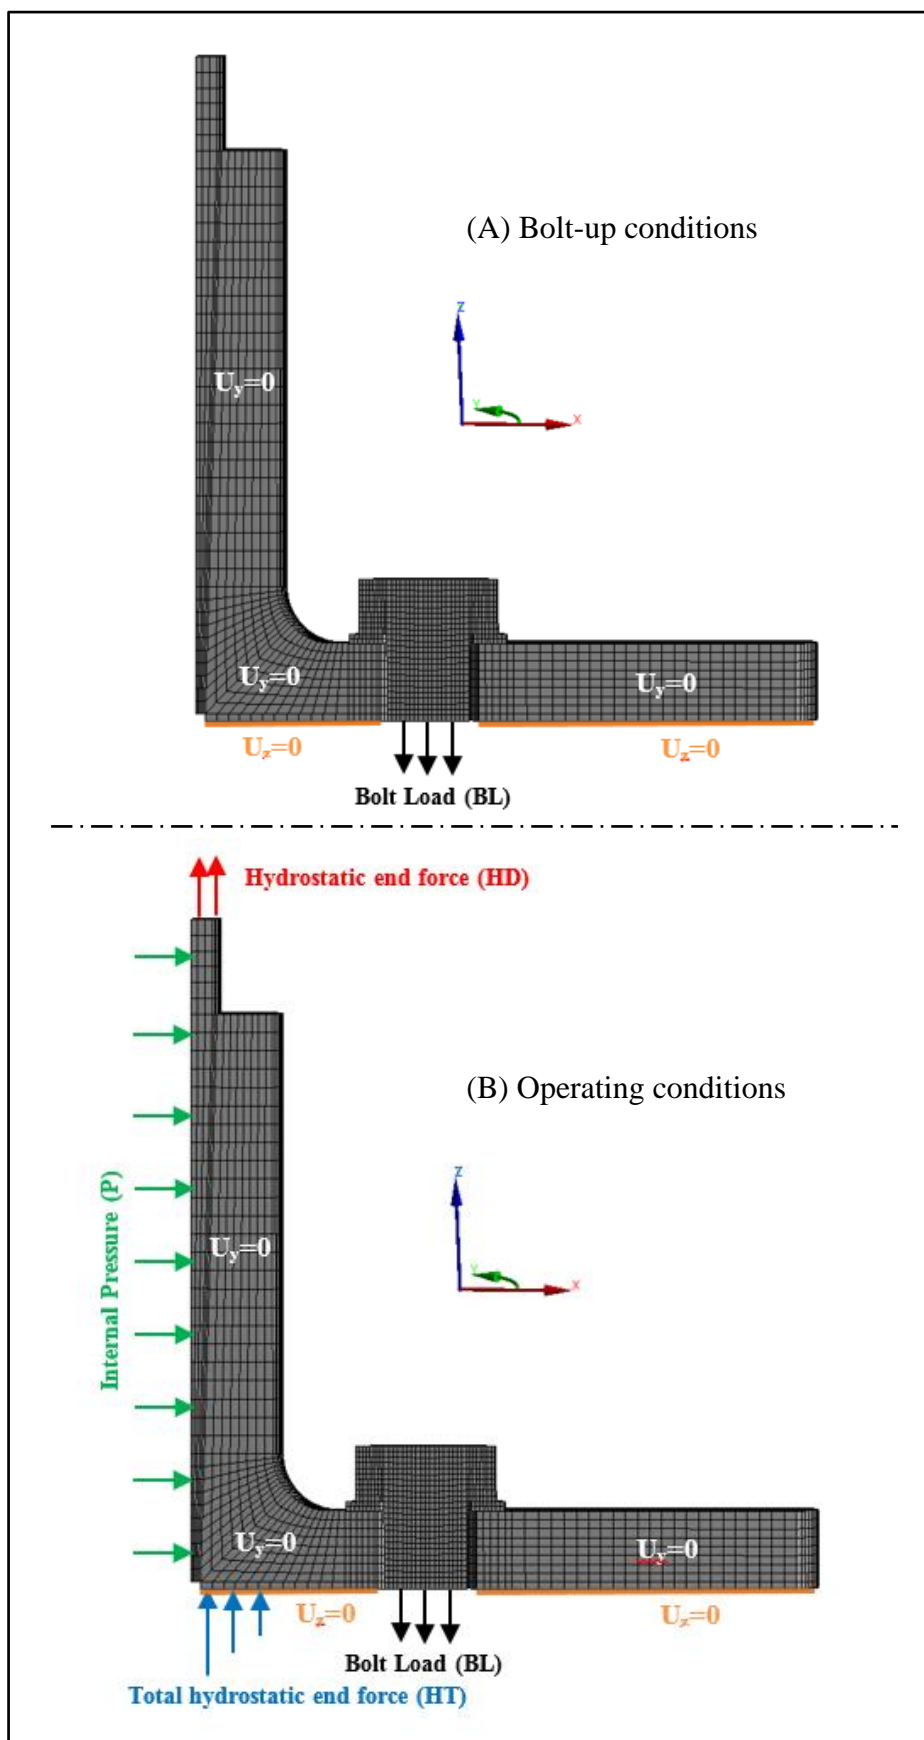 (A) Bolt-up conditions
Z
Y
X
Uy=0
Uy=0
Uy=0
Uz=0
Uz=0
Bolt Load (BL)
Hydrostatic end force (HD)
(B) Operating conditions
Internal Pressure (P)
Z
Y
X
Uy=0
Uy=0
Uy=0
Uz=0
Uz=0
Bolt Load (BL)
Total hydrostatic end force (HT)